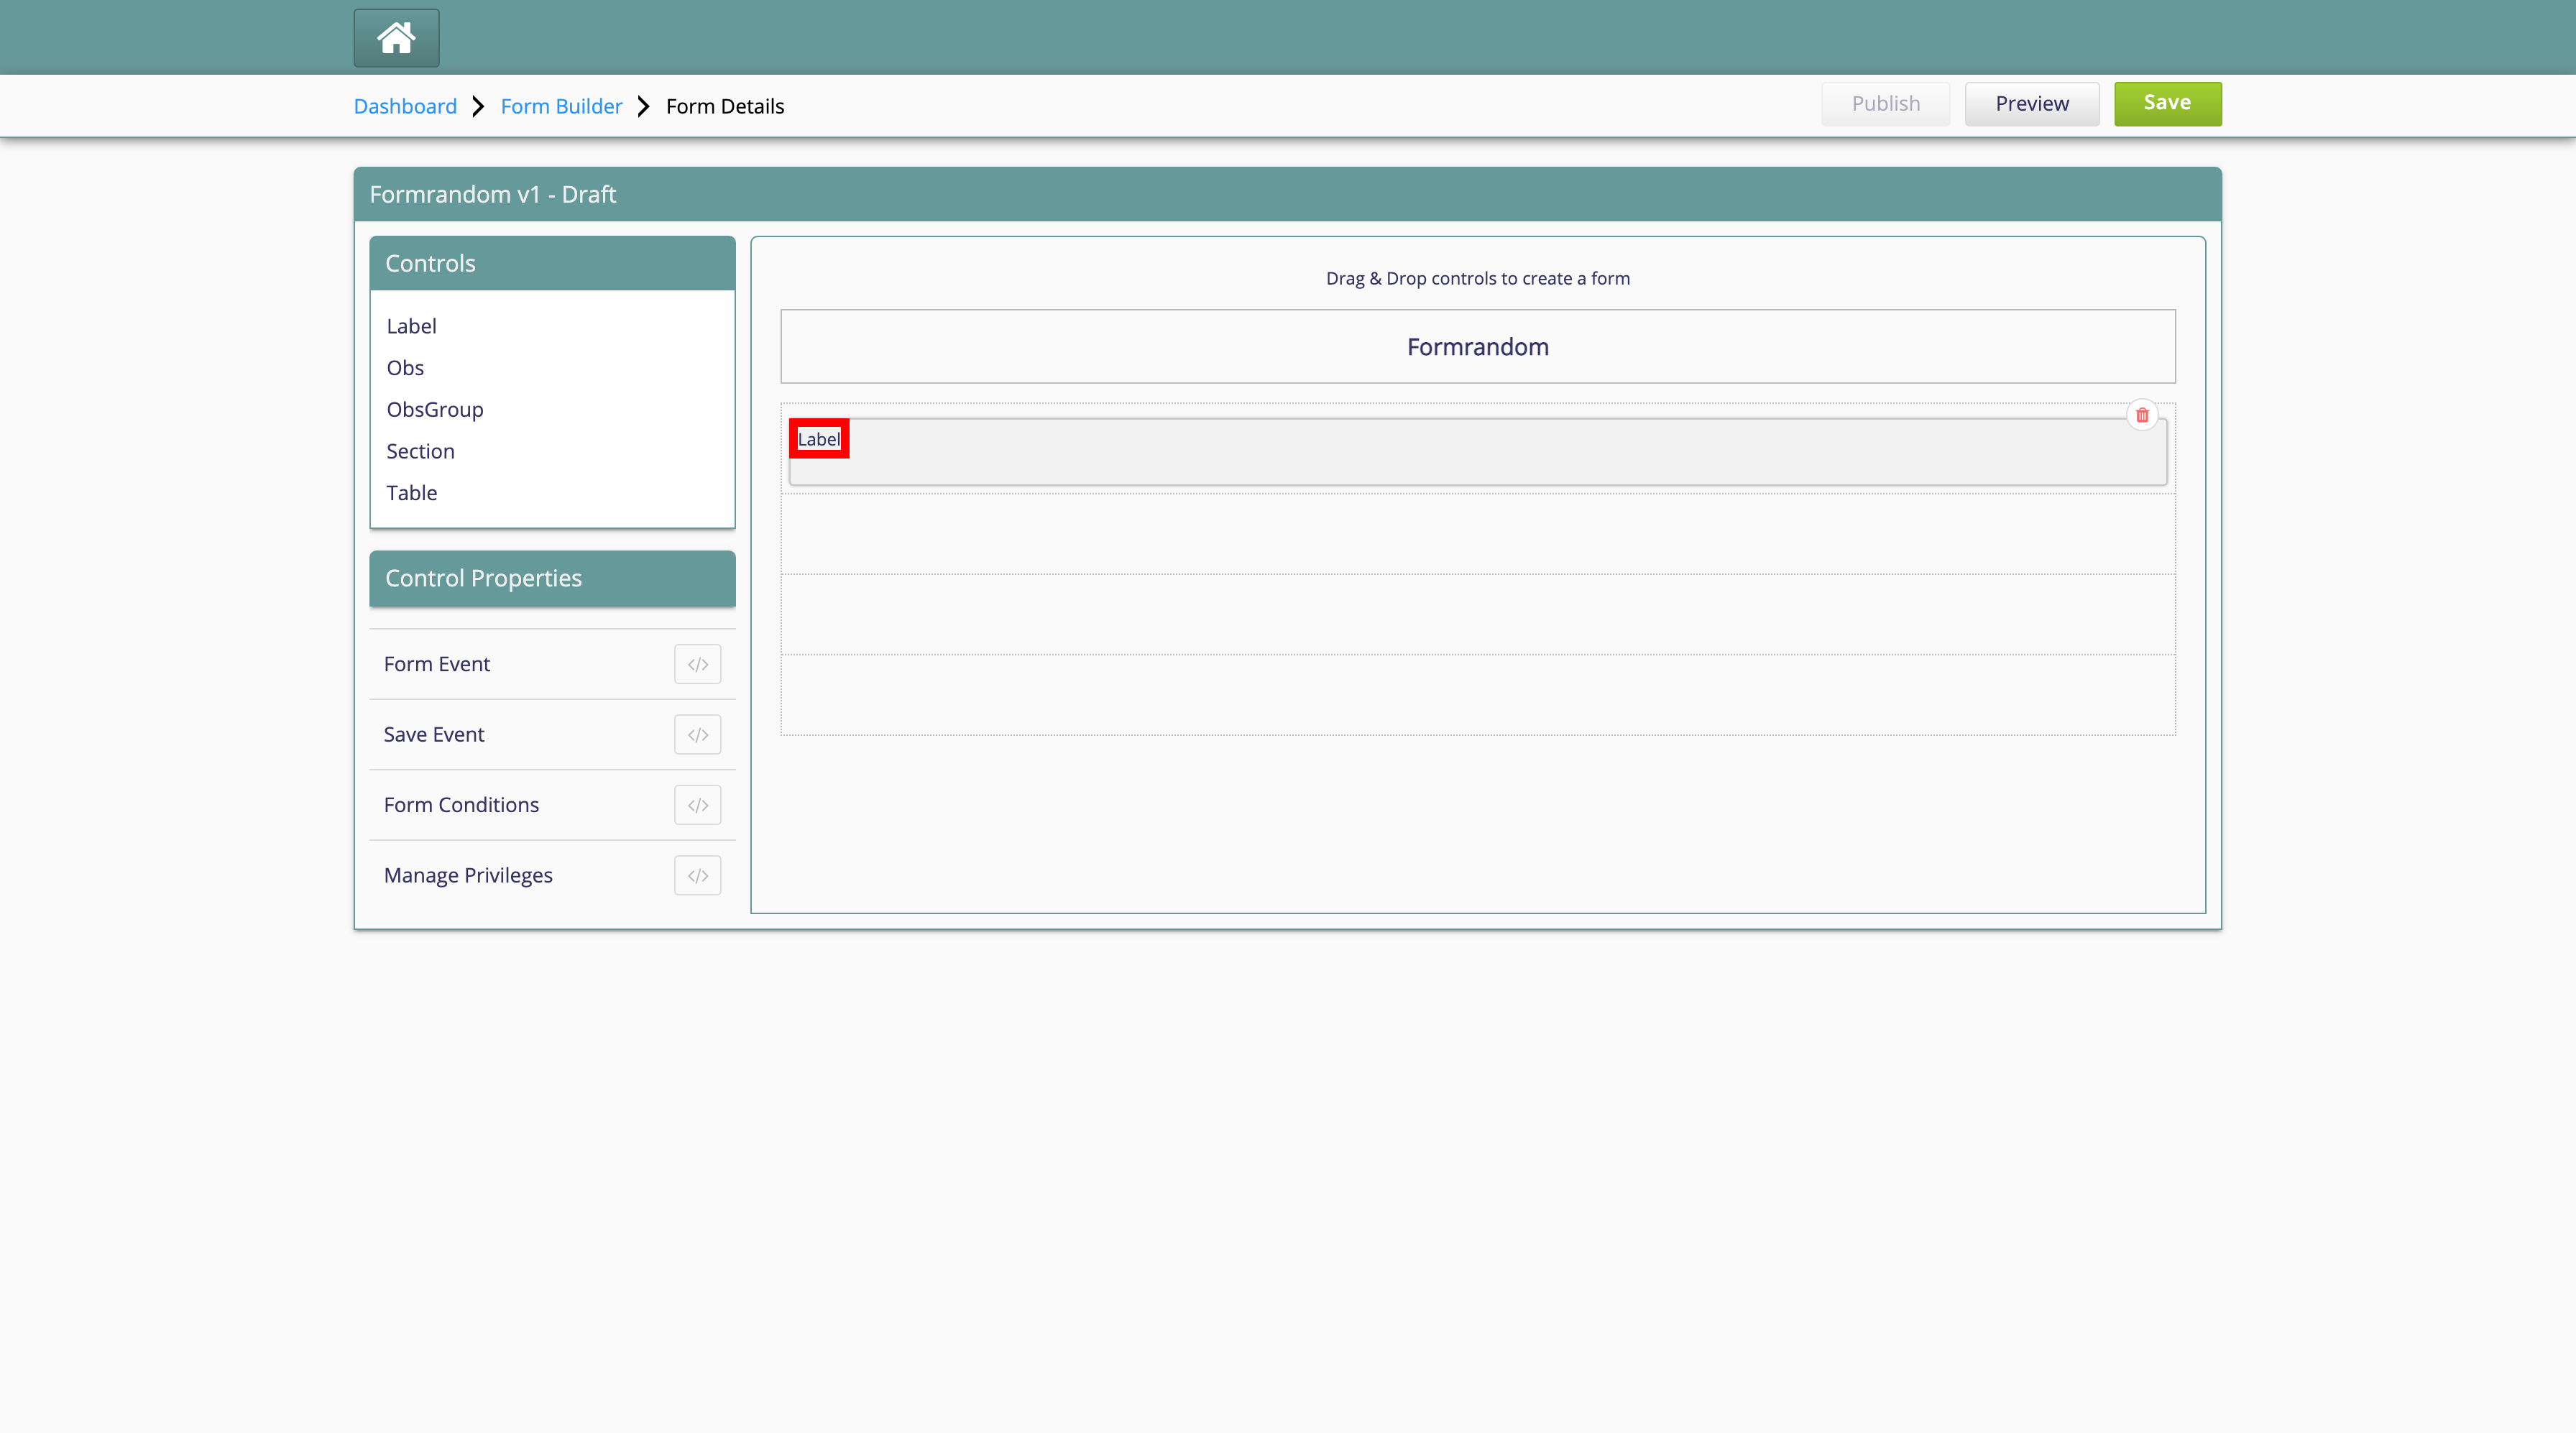 Dashboard Form Builder Form Details Publish Preview Save
Formrandom v1 - Draft
Controls
Label
Obs
ObsGroup
Section
Table
Control Properties
Form Event
Save Event
Form Conditions
Manage Privileges
Drag & Drop controls to create a form
Formrandom
Label